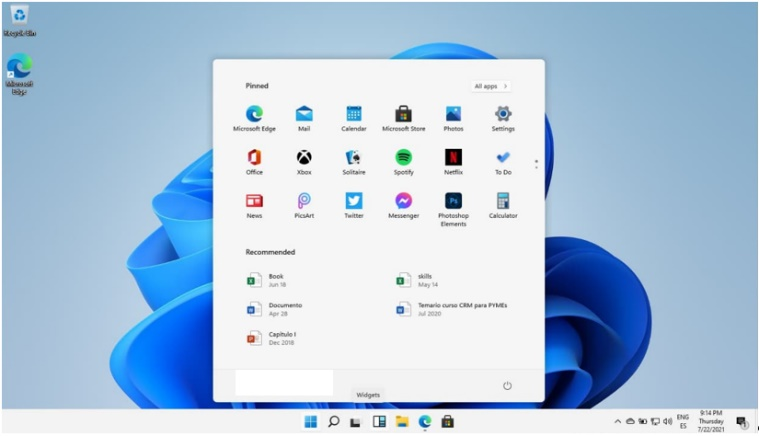 Recycle Bin
Microsoft
Edge
Pinned
All apps
Microsoft Edge
Mail
Calendar
Microsoft Store
Photos
Settings
Office
Xbox
Solitaire
Spotify
Netflix
To Do
News
PicsArt
Twitter
Messenger
Photoshop
Elements
Calculator
Recommended
Book
Jun 18
skills
May 14
Documento
Apr 28
Temario curso CRM para PYMEs
Jul 2020
Capitulo I
Dec 2018
Widgets
ENG
ES
9:14 PM
Thursday
7/22/2021